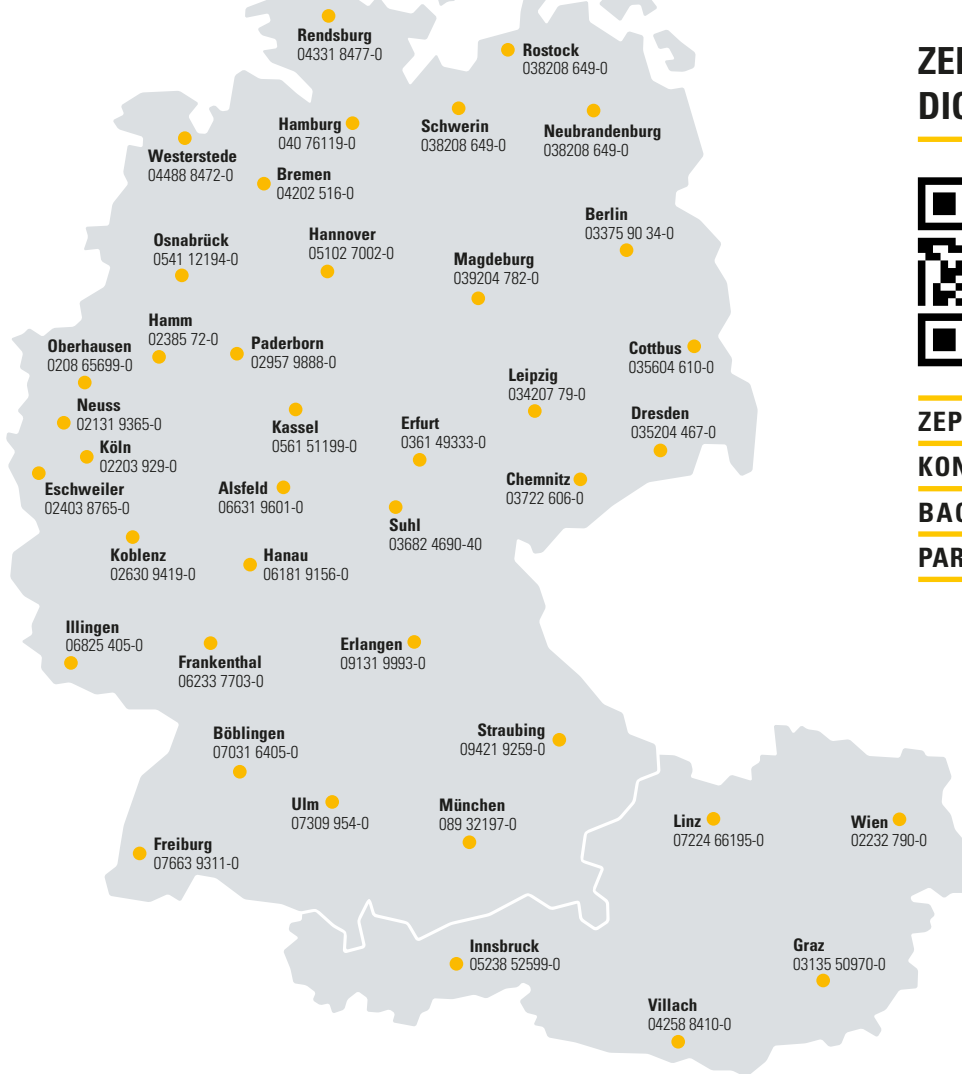 Rendsburg
04331 8477-0
Rostock
038208 649-0
Hamburg
040 76119-0
Schwerin
038208 649-0
Neubrandenburg
038208 649-0
Westerstede
04488 8472-0
Bremen
04202 516-0
Berlin
03375 90 34-0
Osnabrück
0541 12194-0
Hannover
05102 7002-0
Magdeburg
039204 782-0
Hamm
02385 72-0
Oberhausen
0208 65699-0
Paderborn
02957 9888-0
Cottbus
035604 610-0
Leipzig
034207 79-0
Neuss
02131 9365-0
Kassel
0561 51199-0
Erfurt
0361 49333-0
Dresden
035204 467-0
Köln
02203 929-0
Eschweiler
02403 8765-0
Alsfeld
06631 9601-0
Chemnitz
03722 606-0
Suhl
03682 4690-40
Koblenz
02630 9419-0
Hanau
06181 9156-0
Illingen
06825 405-0
Frankenthal
06233 7703-0
Erlangen
09131 9993-0
Böblingen
07031 6405-0
Straubing
09421 9259-0
Ulm
07309 954-0
München
089 32197-0
Freiburg
07663 9311-0
Linz
07224 66195-0
Wien
02232 790-0
Innsbruck
05238 52599-0
Graz
03135 50970-0
Villach
04258 8410-0
ZEP
KON
BAC
PAR